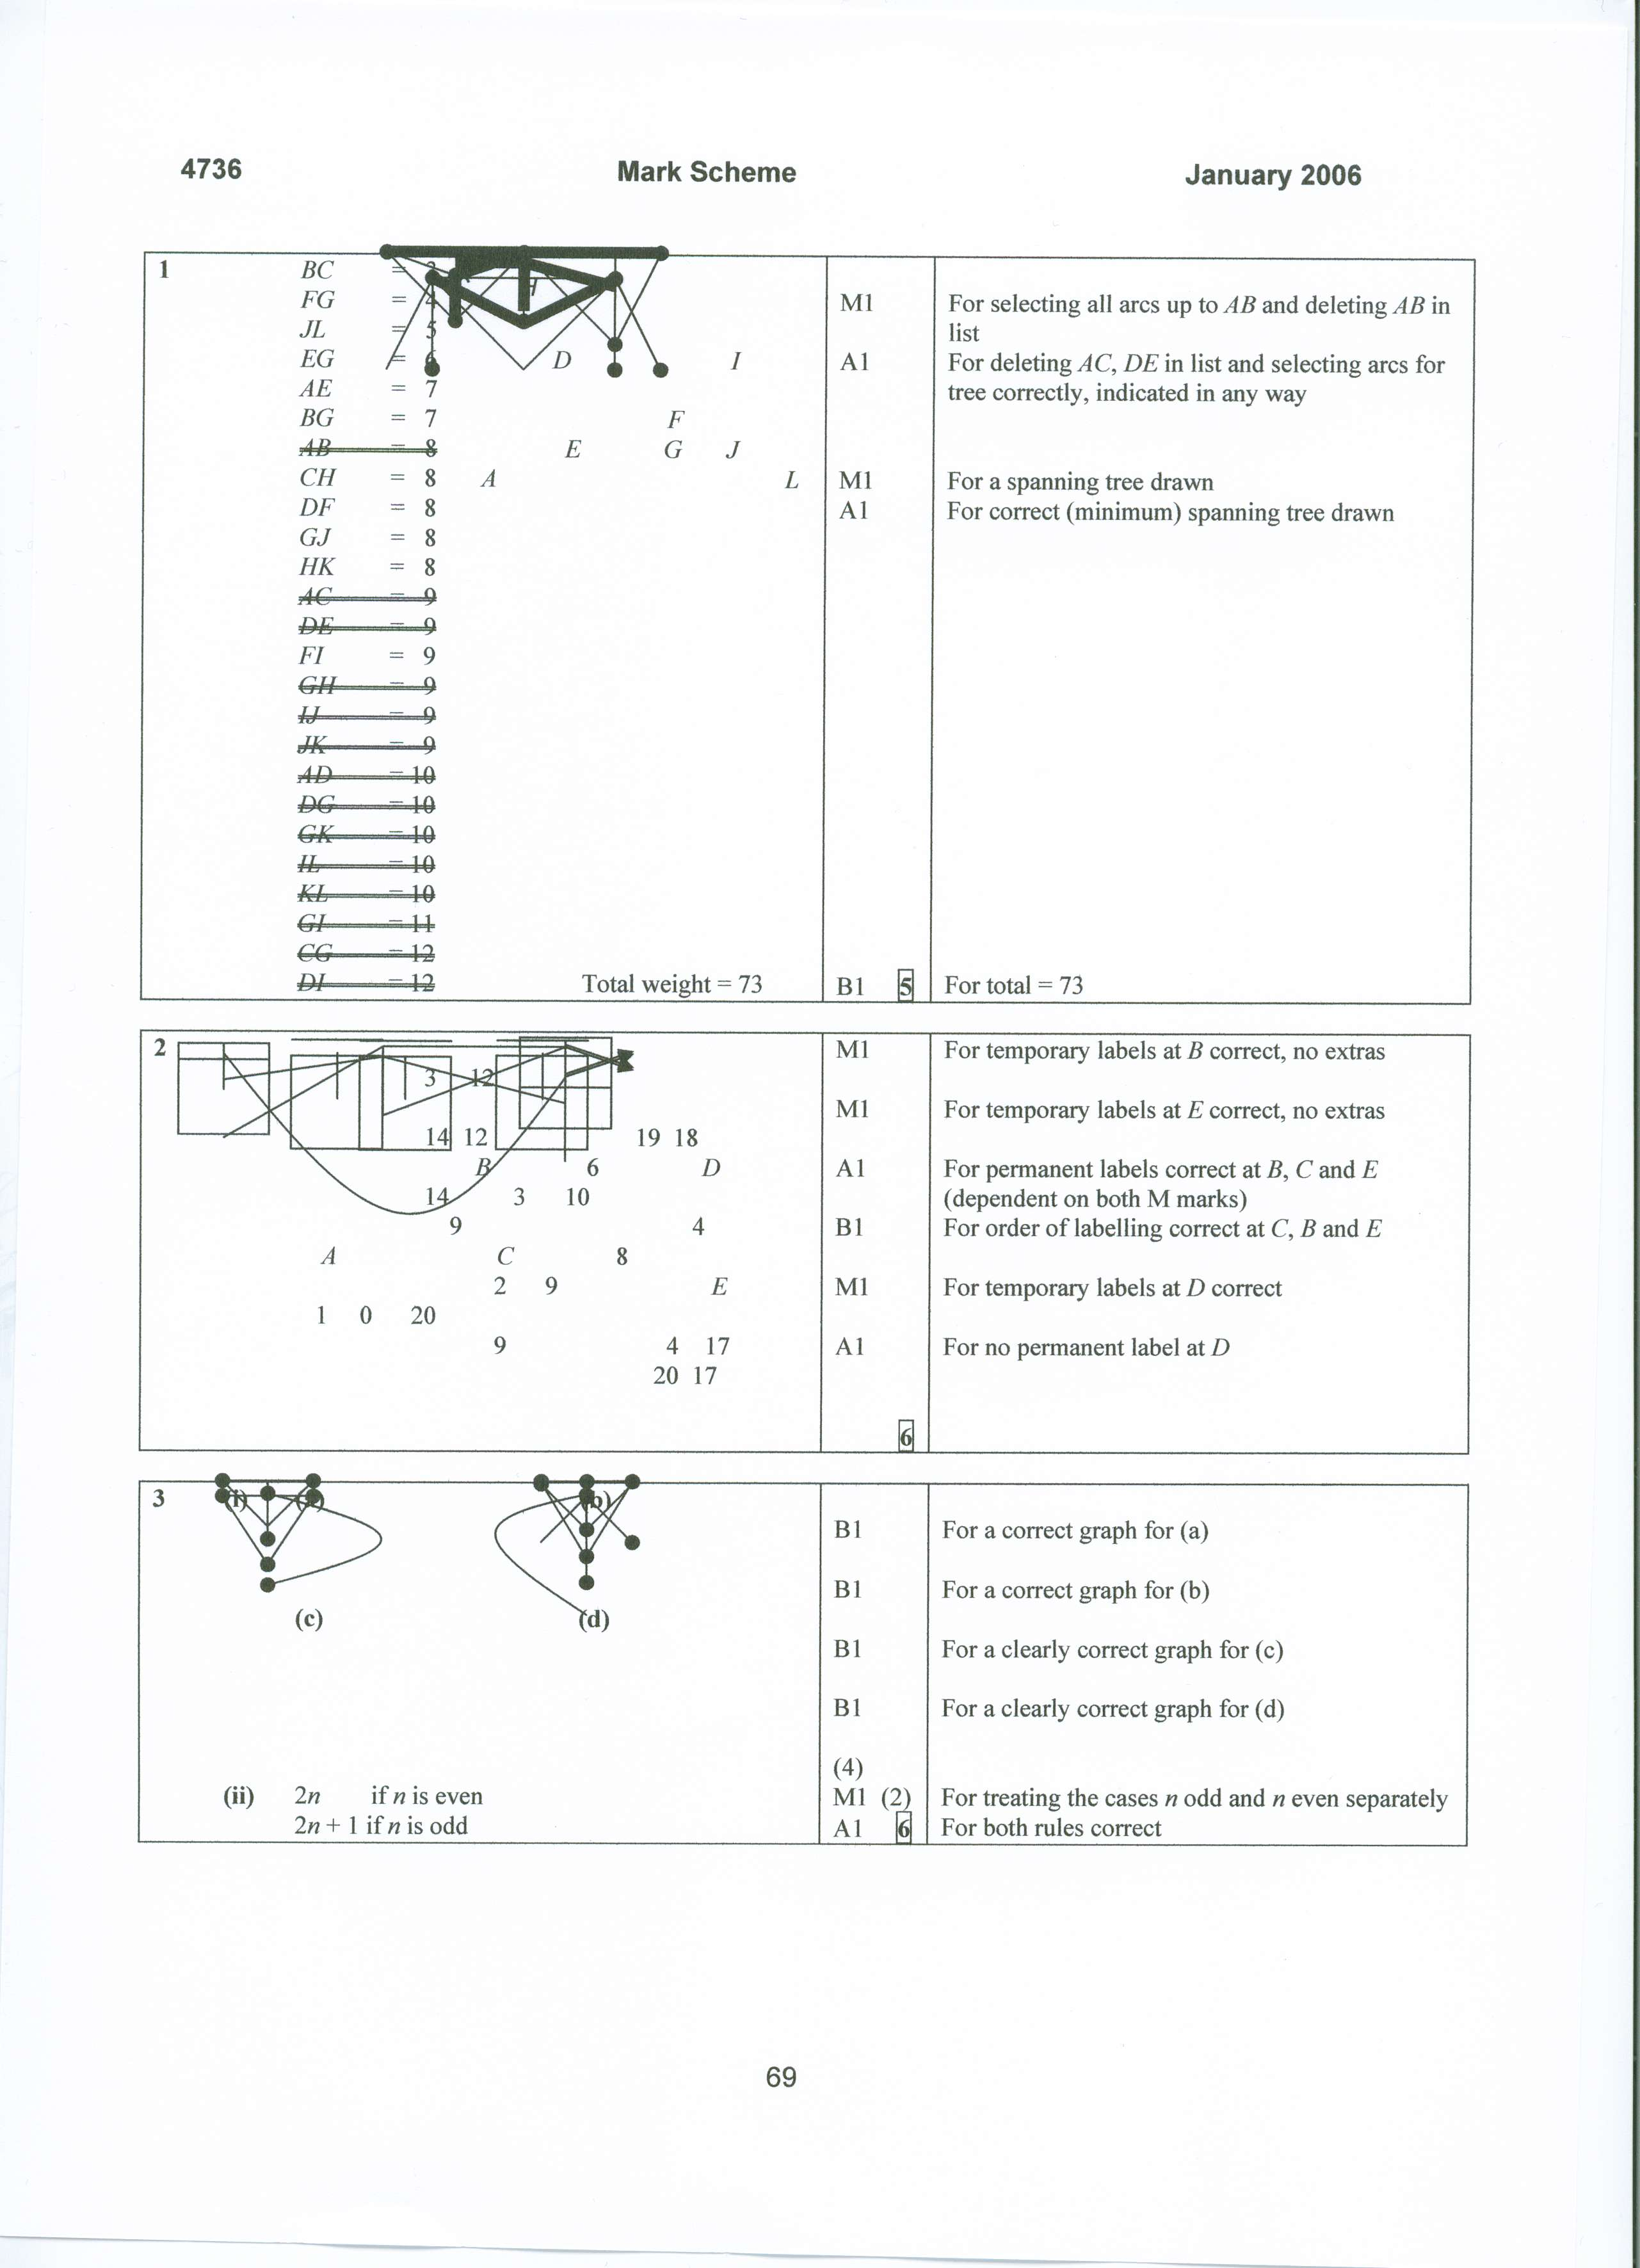 4736 Mark Scheme January 2006
1 BC =
FG = 4 M1 For selecting all arcs up to AB and deleting AB in
JL = 5 list
EG = 6 D I A1 For deleting AC, DE in list and selecting arcs for
AE = 7 tree correctly, indicated in any way
BG = 7 F
AB = 8 E G J
CH = 8 A L M1 For a spanning tree drawn
DF = 8 A1 For correct (minimum) spanning tree drawn
GJ = 8
HK = 8
AC = 9
DE = 9
FI = 9
GH = 9
IJ = 9
JK = 9
AD = 10
DG = 10
GK = 10
IL = 10
KL = 10
GI = 11
CG = 12
DI = 12 Total weight = 73 B1 5 For total = 73
2 M1 For temporary labels at B correct, no extras
3 12
M1 For temporary labels at E correct, no extras
14 12 19 18
B 6 D A1 For permanent labels correct at B, C and E
14 3 10 (dependent on both M marks)
9 4 B1 For order of labelling correct at C, B and E
A C 8
2 9 E M1 For temporary labels at D correct
1 0 20
9 4 17 A1 For no permanent label at D
20 17
6
3 (i) (b)
B1 For a correct graph for (a)
B1 For a correct graph for (b)
(c) (d)
B1 For a clearly correct graph for (c)
B1 For a clearly correct graph for (d)
(4)
(ii) 2n if n is even M1 (2) For treating the cases n odd and n even separately
2n + 1 if n is odd A1 6 For both rules correct
69